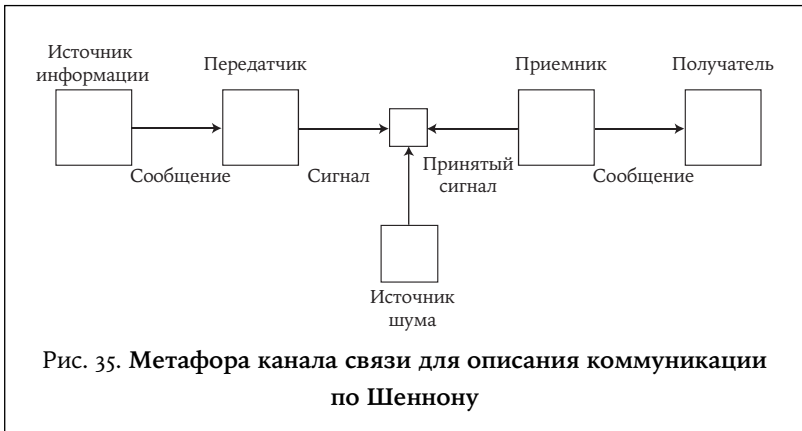 Источник
информации
Передатчик
Приемник
Получатель
Сообщение
Сигнал
Принятый
сигнал
Сообщение
Источник
шума
Рис. 35. Метафора канала связи для описания коммуникации
по Шеннону